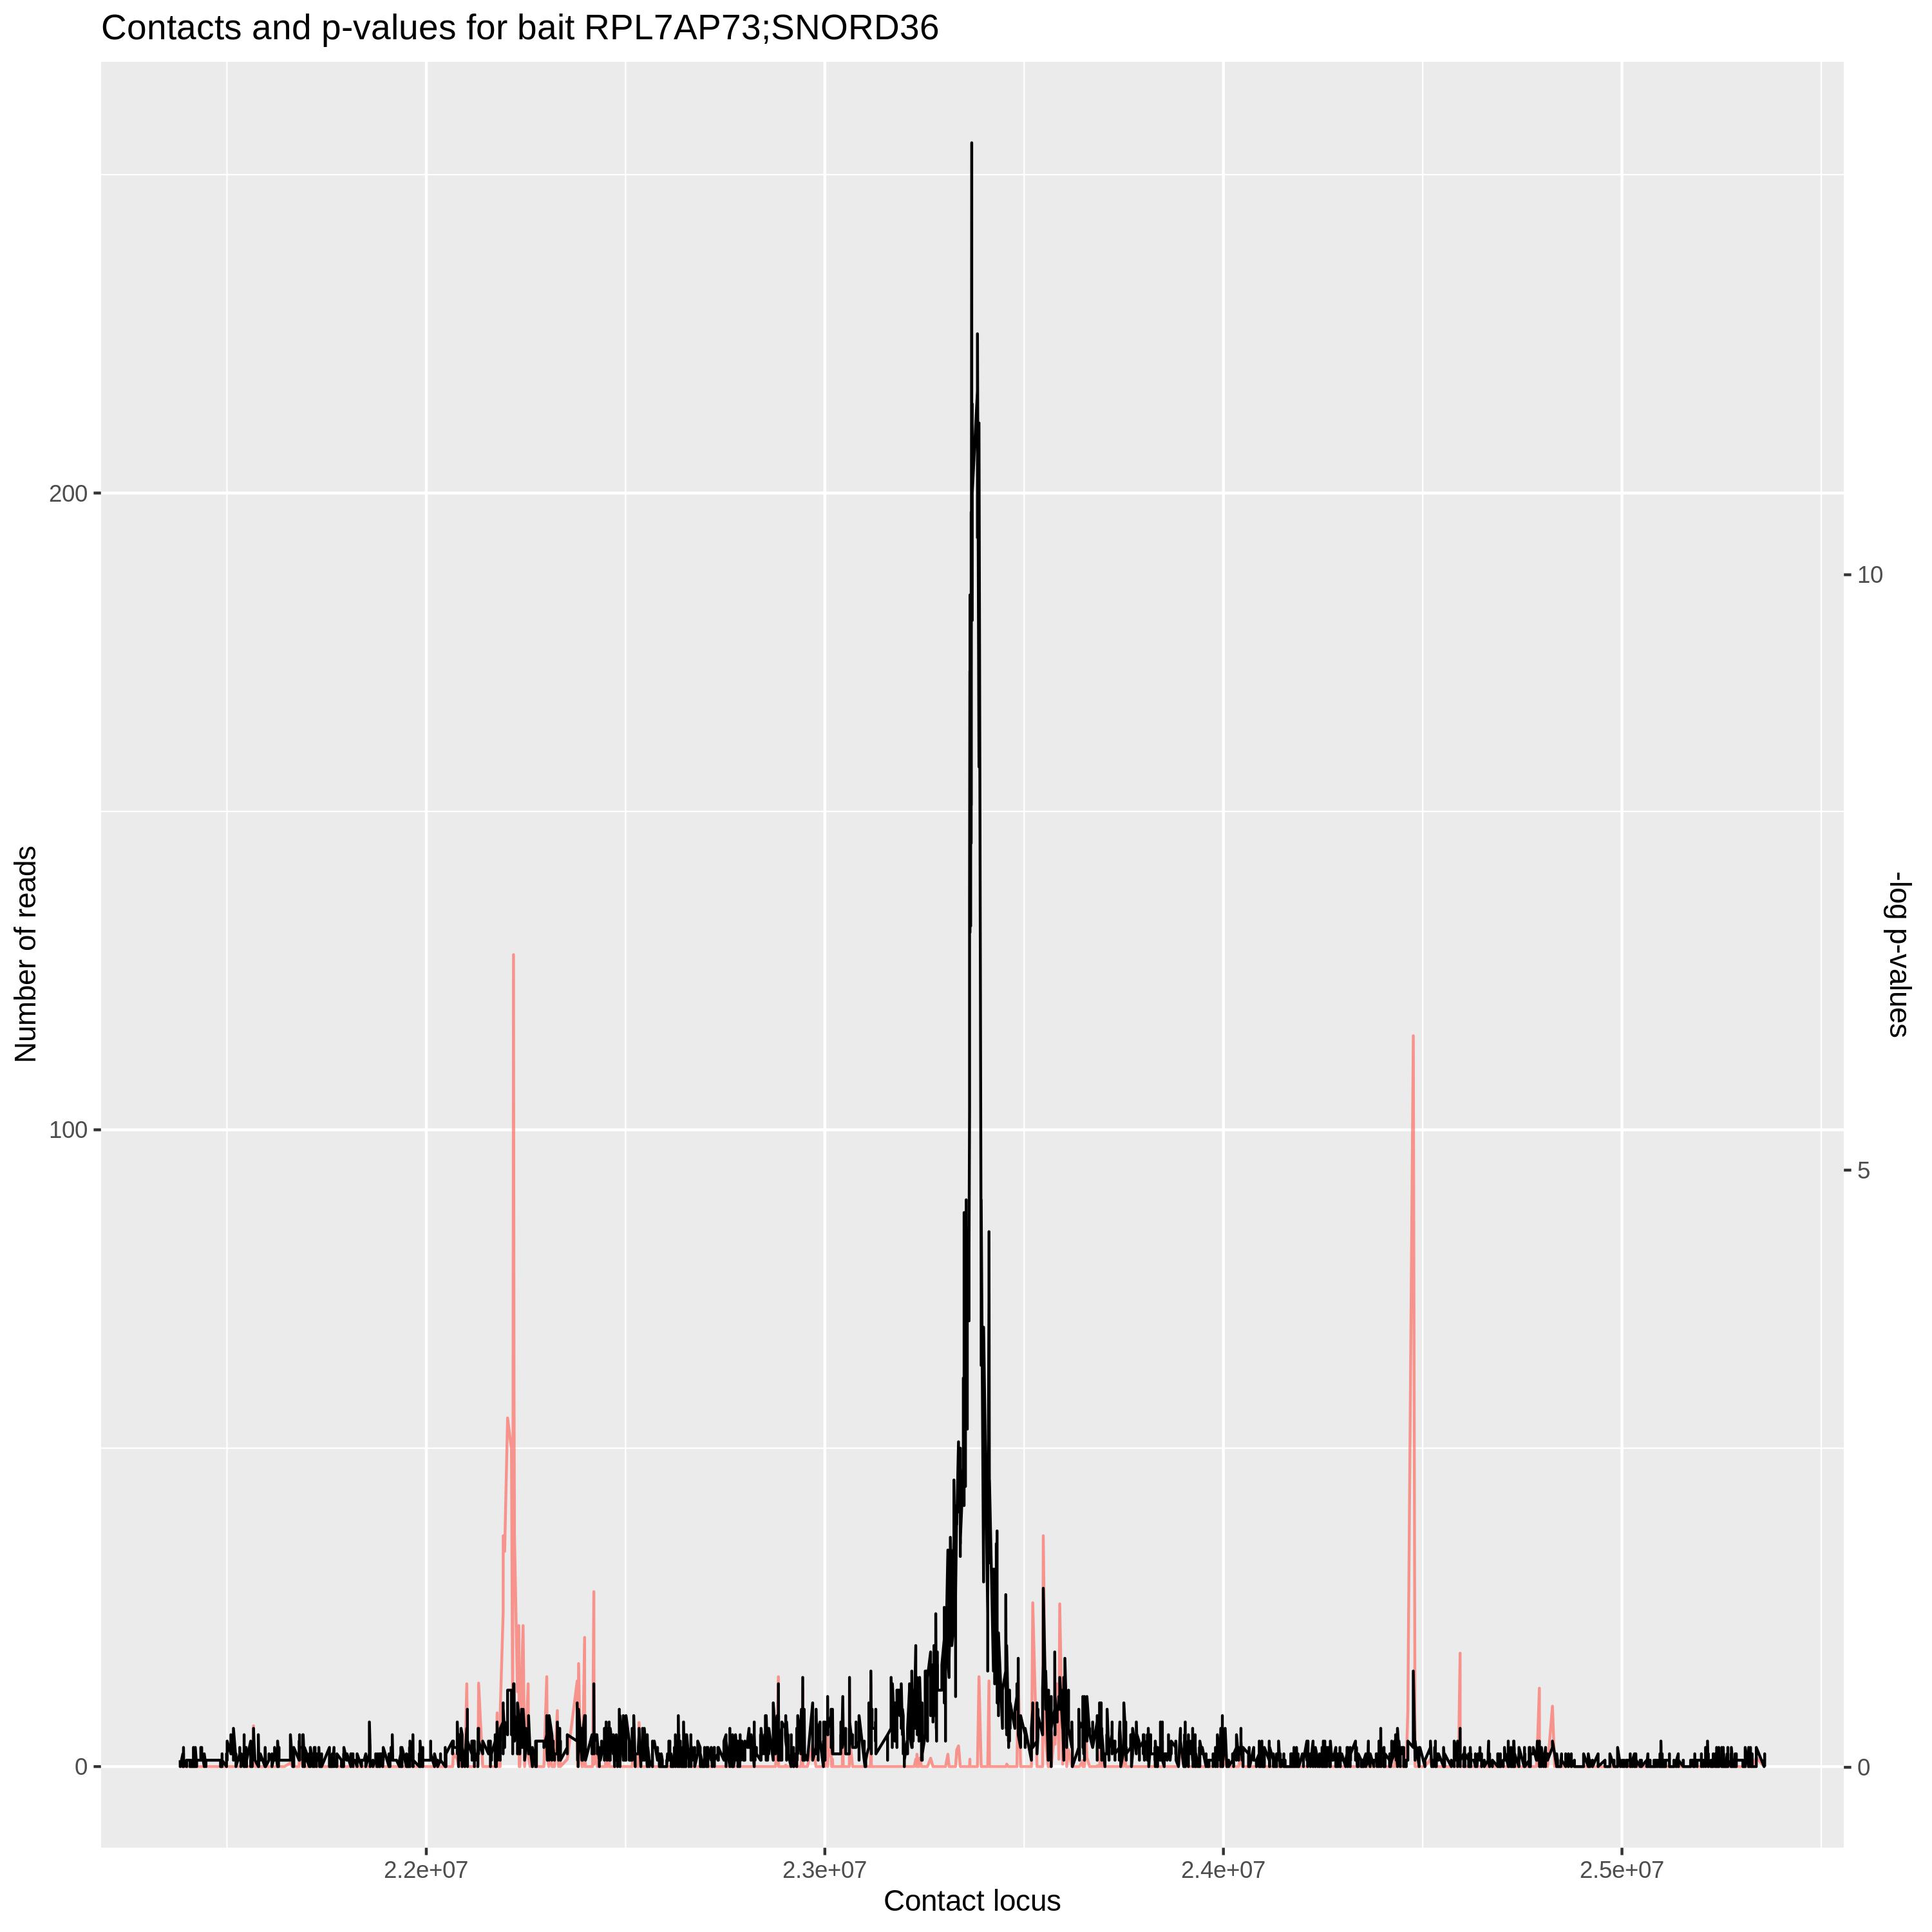 Contacts and p-values for bait RPL7AP73;SNORD36
Number of reads
200
100
0
10
5
0
-log p-values
2.2e+07
2.3e+07
2.4e+07
2.5e+07
Contact locus